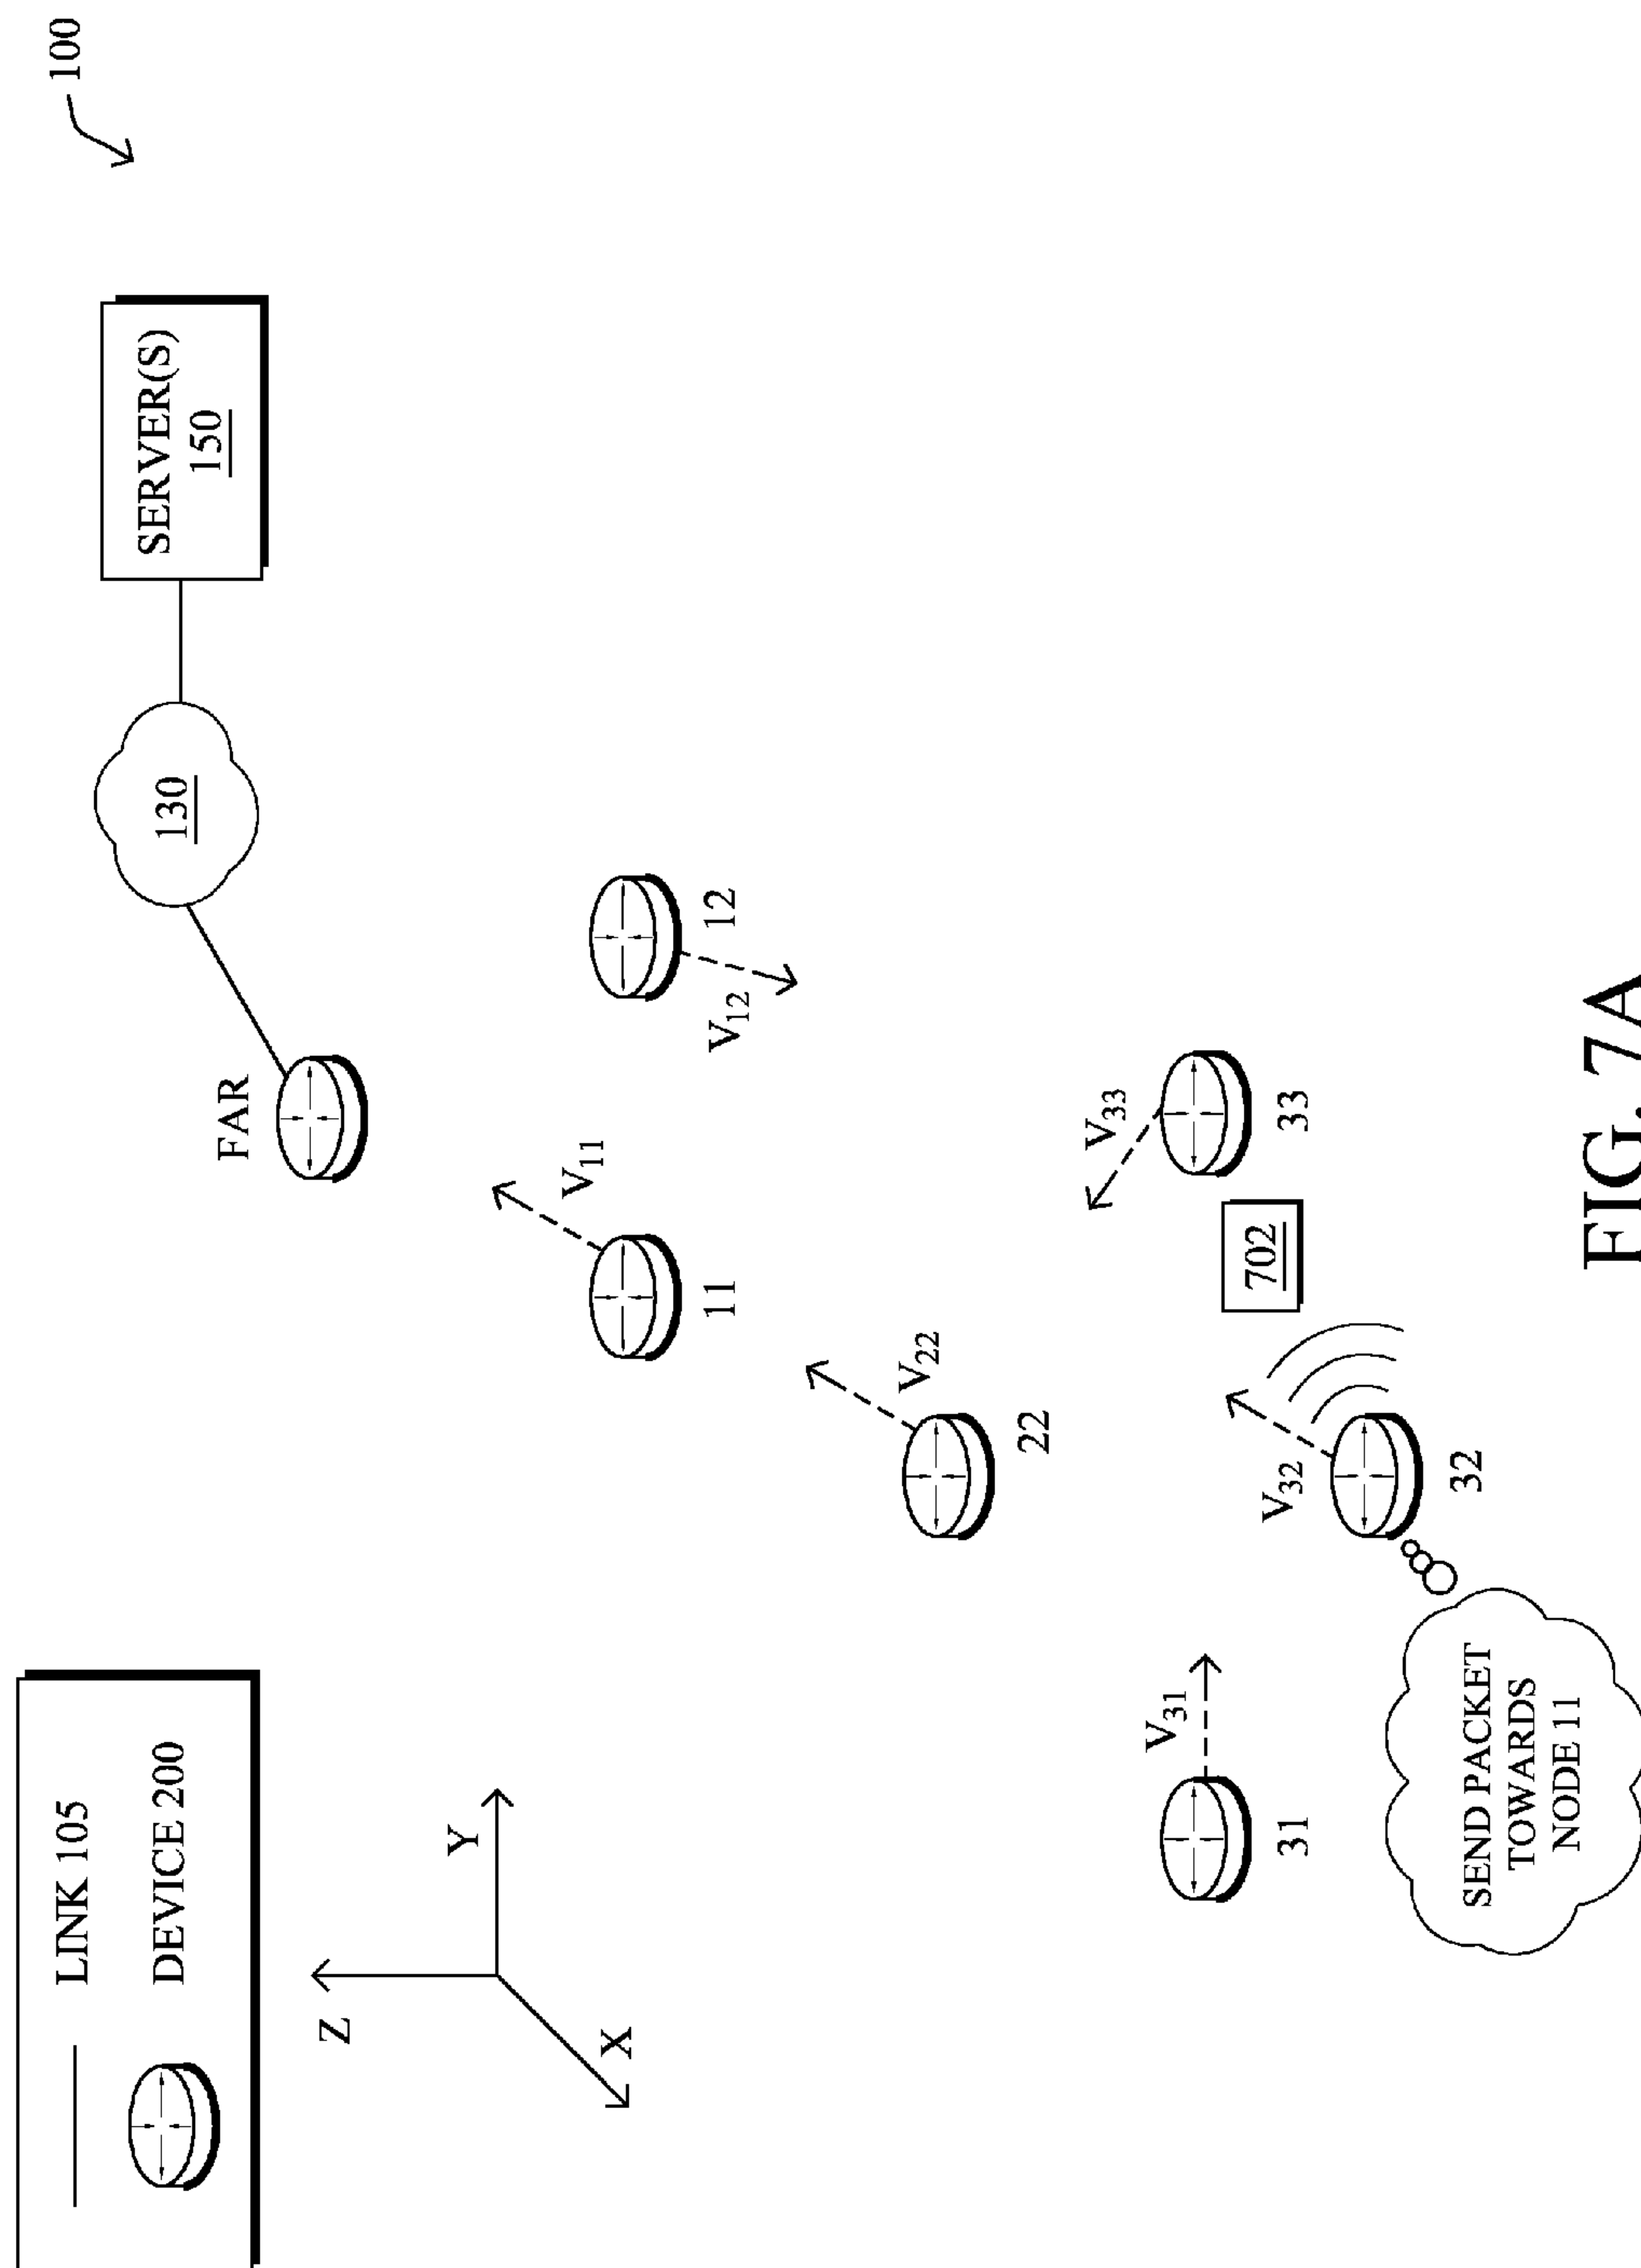 100
LINK 105
DEVICE 200
Z
Y
X
FAR
130
SERVER(S)
150
V11
11
12
V12
V22
22
V33
33
702
V31
31
V32
32
SEND PACKET
TOWARDS
NODE 11
FIG. 7A